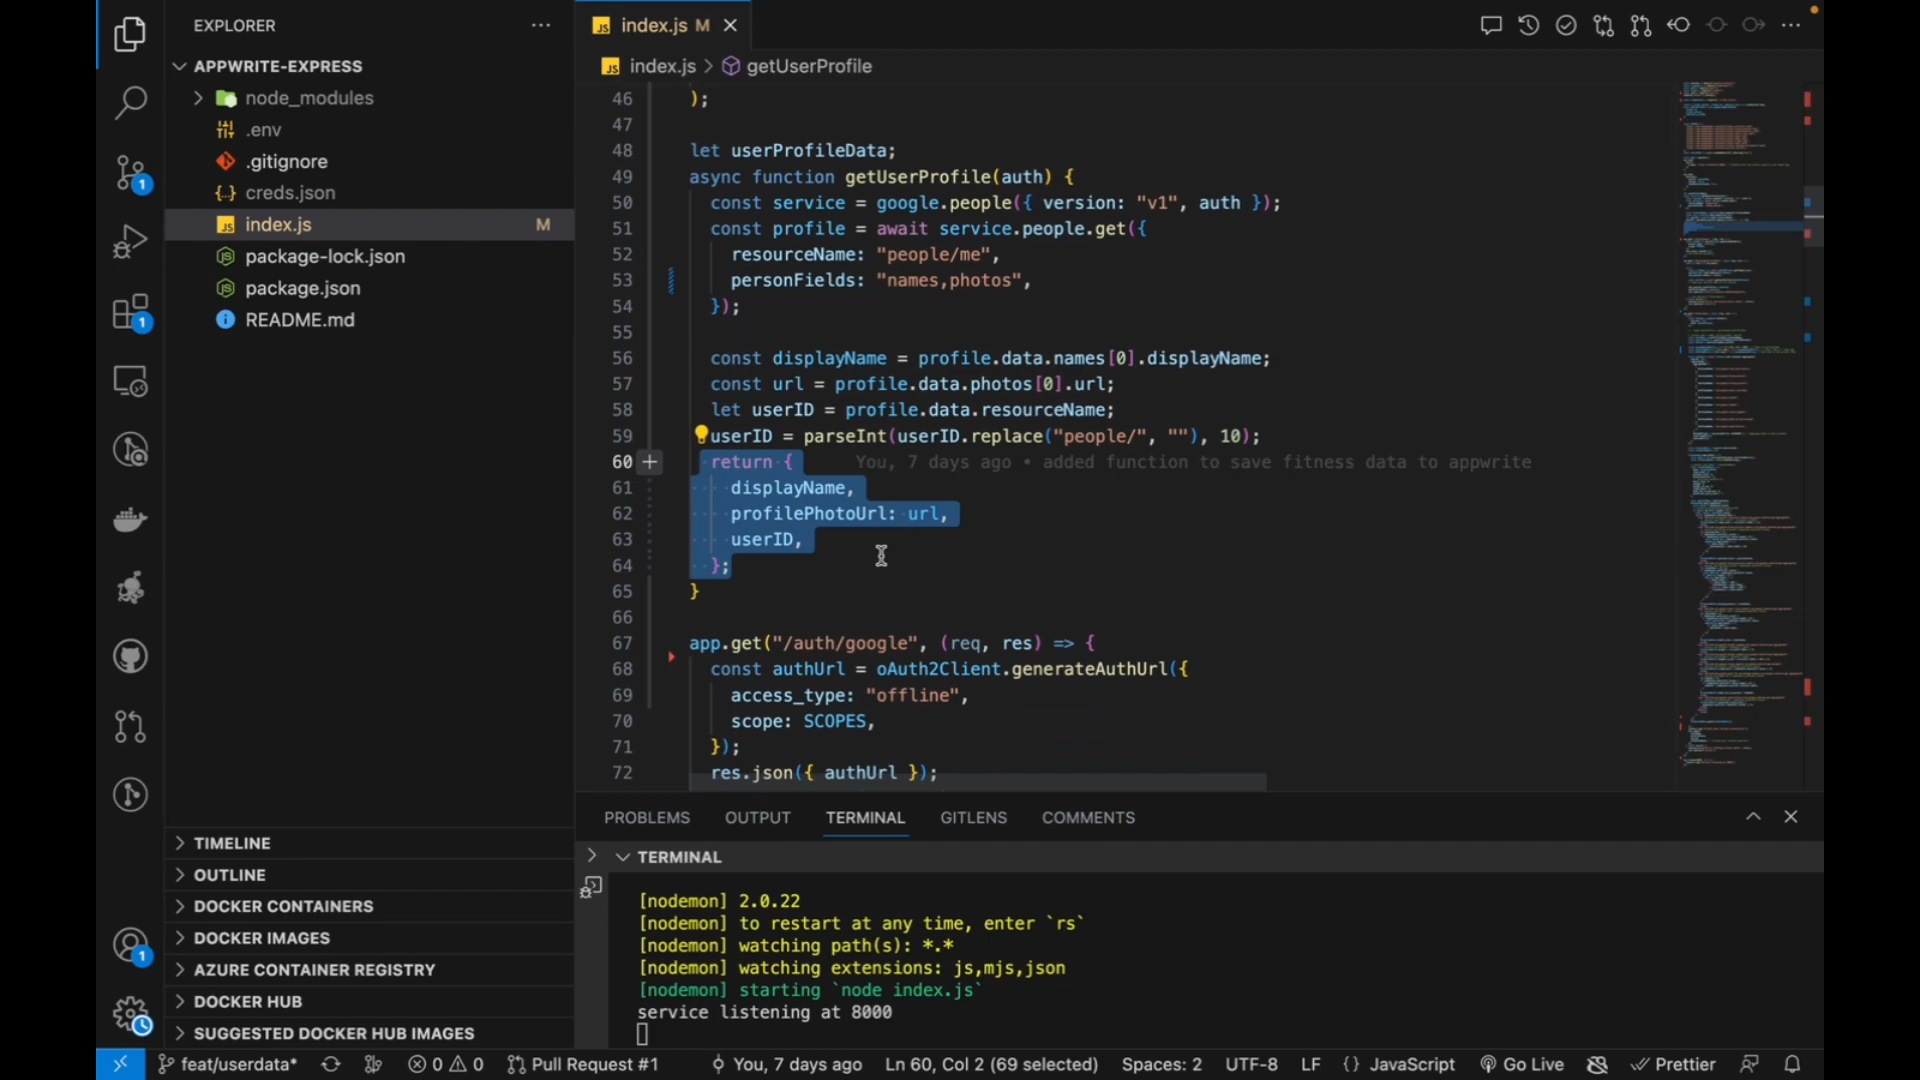 EXPLORER
APPWRITE-EXPRESS
node_modules
.env
.gitignore
creds.json
index.js M
package-lock.json
package.json
README.md
TIMELINE
OUTLINE
DOCKER CONTAINERS
DOCKER IMAGES
AZURE CONTAINER REGISTRY
DOCKER HUB
SUGGESTED DOCKER HUB IMAGES
1
1
1
JS index.js M
JS index.js > getUserProfile
46 );
47
48 let userProfileData;
49 async function getUserProfile(auth) {
50 const service = google.people({ version: "v1", auth });
51 const profile = await service.people.get({
52 resourceName: "people/me",
53 personFields: "names,photos",
54 });
55
56 const displayName = profile.data.names[0].displayName;
57 const url = profile.data.photos[0].url;
58 let userID = profile.data.resourceName;
59 userID = parseInt(userID.replace("people/", ""), 10);
60 return { You, 7 days ago • added function to save fitness data to appwrite
61 displayName,
62 profilePhotoUrl: url,
63 userID,
64 };
65 }
66
67 app.get("/auth/google", (req, res) => {
68 const authUrl = oAuth2Client.generateAuthUrl({
69 access_type: "offline",
70 scope: SCOPES,
71 });
72 res.json({ authUrl });
PROBLEMS OUTPUT TERMINAL GITLENS COMMENTS
TERMINAL
[nodemon] 2.0.22
[nodemon] to restart at any time, enter `rs`
[nodemon] watching path(s): *.*
[nodemon] watching extensions: js,mjs,json
[nodemon] starting `node index.js`
service listening at 8000
feat/userdata* 0 0 Pull Request #1 You, 7 days ago Ln 60, Col 2 (69 selected) Spaces: 2 UTF-8 LF {} JavaScript Go Live Prettier